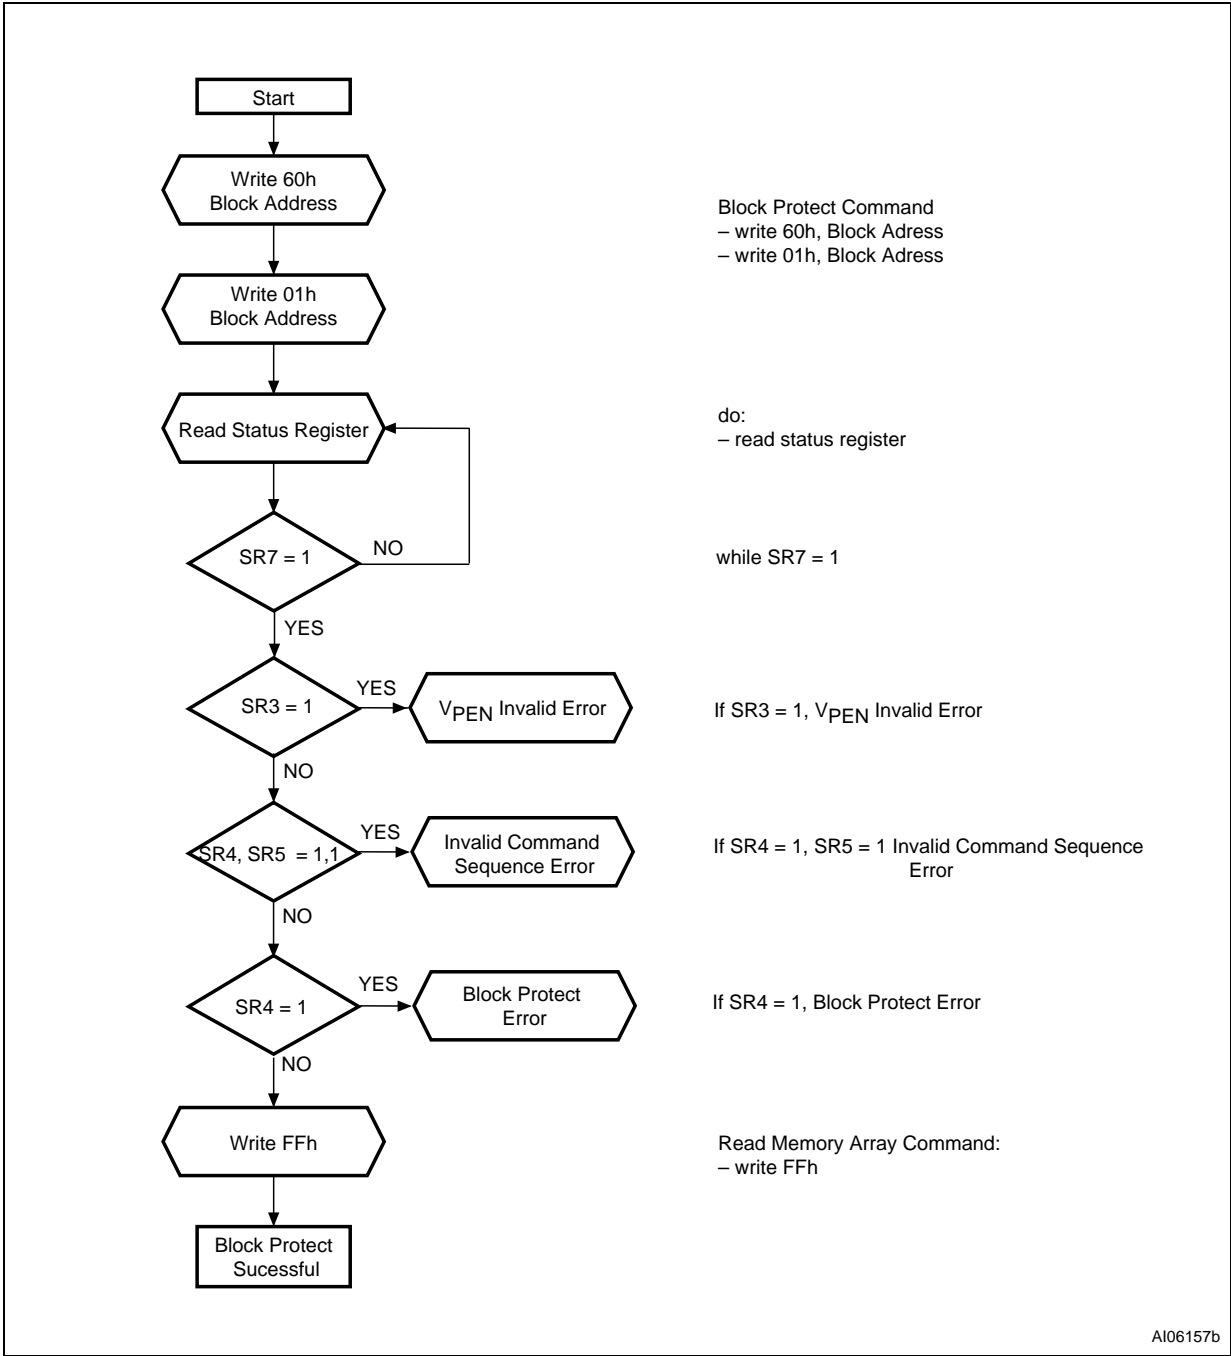 Start
Write 60h
Block Address
Block Protect Command
– write 60h, Block Adress
– write 01h, Block Adress
Write 01h
Block Address
Read Status Register
do:
– read status register
SR7 = 1
NO
while SR7 = 1
YES
SR3 = 1
YES
VPEN Invalid Error
If SR3 = 1, VPEN Invalid Error
NO
SR4, SR5 = 1,1
YES
Invalid Command
Sequence Error
If SR4 = 1, SR5 = 1 Invalid Command Sequence
Error
NO
SR4 = 1
YES
Block Protect
Error
If SR4 = 1, Block Protect Error
NO
Write FFh
Read Memory Array Command:
– write FFh
Block Protect
Sucessful
AI06157b